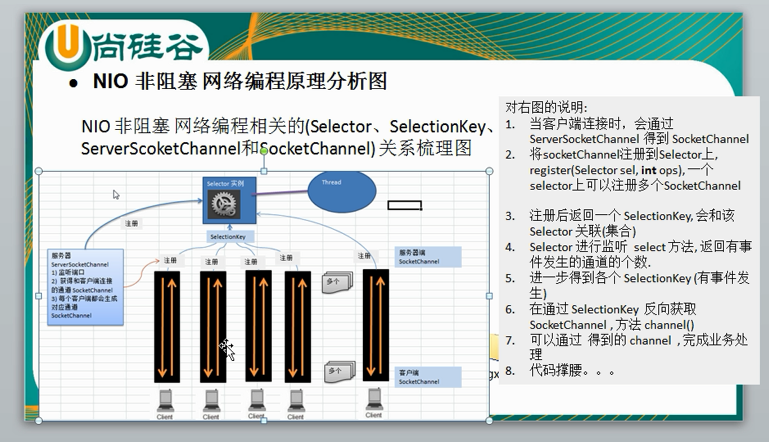 尚硅谷
NIO 非阻塞 网络编程原理分析图
NIO 非阻塞 网络编程相关的(Selector、SelectionKey、
ServerScoketChannel和SocketChannel) 关系梳理图
对右图的说明:
1. 当客户端连接时，会通过
ServerSocketChannel 得到 SocketChannel
2. 将socketChannel注册到Selector上,
register(Selector sel, int ops), 一个
selector上可以注册多个SocketChannel
3. 注册后返回一个 SelectionKey, 会和该
Selector 关联(集合)
4. Selector 进行监听 select 方法, 返回有事
件发生的通道的个数.
5. 进一步得到各个 SelectionKey (有事件发
生)
6. 在通过 SelectionKey 反向获取
SocketChannel , 方法 channel()
7. 可以通过 得到的 channel , 完成业务处
理
8. 代码撑腰。。。
Selector 实例
Thread
注册
SelectionKey
服务器
ServerSocketChannel
1) 监听端口
2) 获得和客户端连接
的通道 SocketChannel
3) 每个客户端都会生成
对应通道
SocketChannel
注册
注册
注册
注册
注册
服务器端
SocketChannel
多个
多个
客户端
SocketChannel
Client
Client
Client
Client
Client